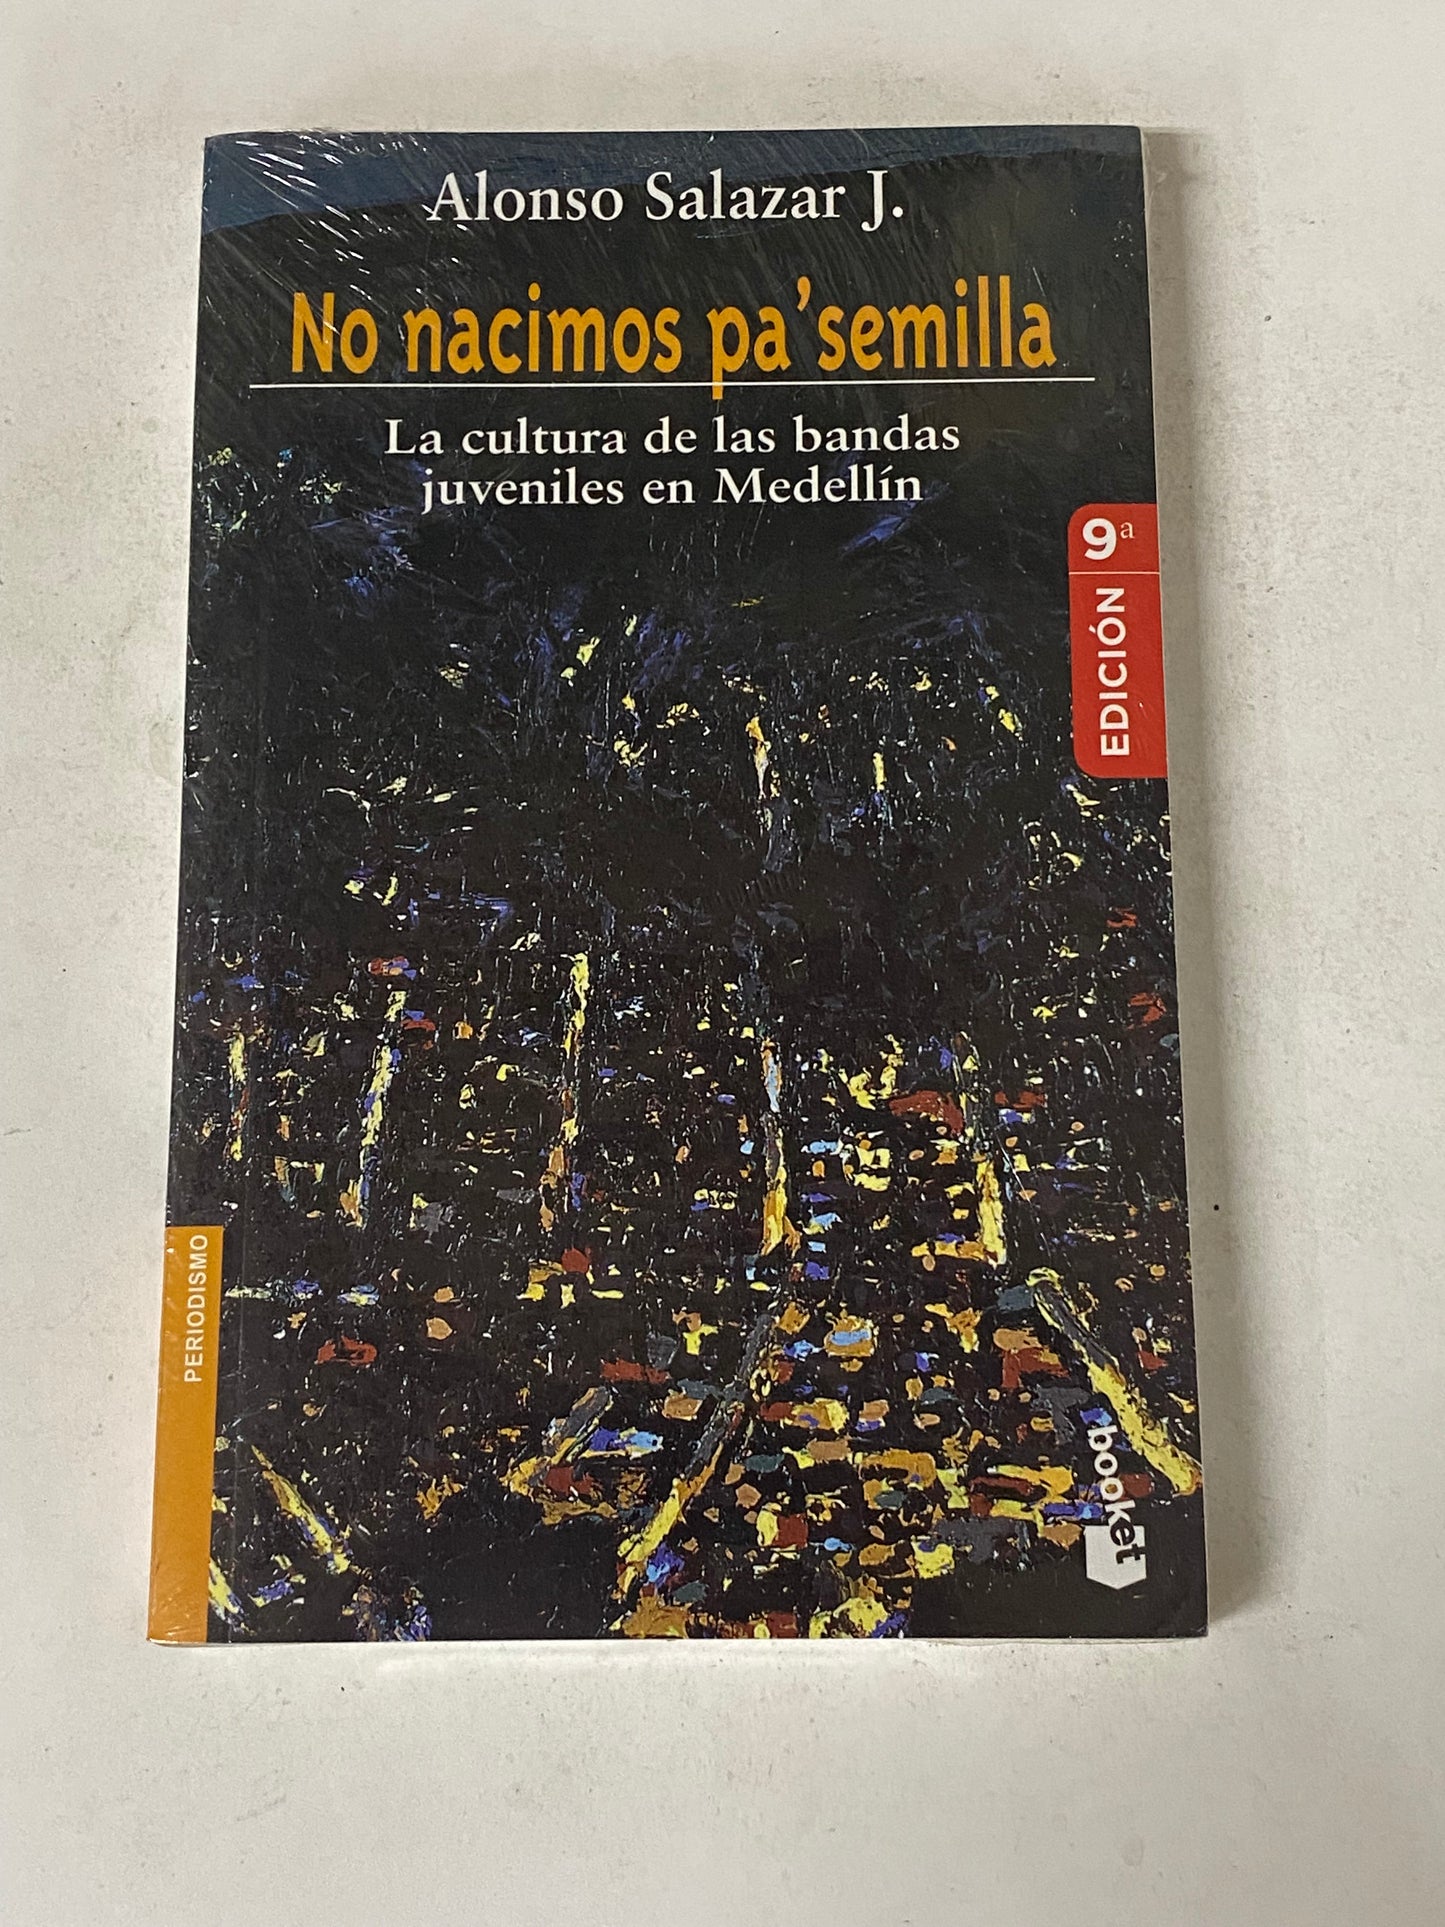 Alonso Salazar J.
No nacimos pa'semilla
La cultura de las bandas
juveniles en Medellín
9ª
EDICIÓN
PERIODISMO
booket